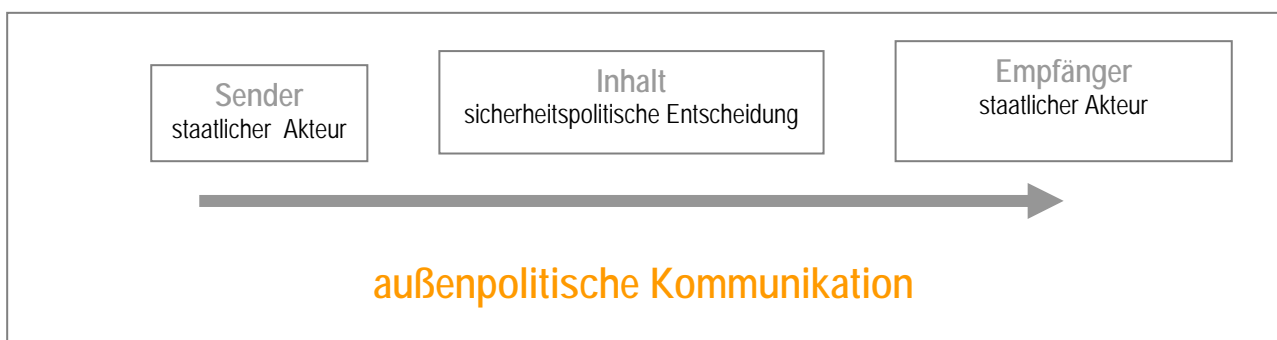 Sender
staatlicher Akteur
Inhalt
sicherheitspolitische Entscheidung
Empfänger
staatlicher Akteur
außenpolitische Kommunikation